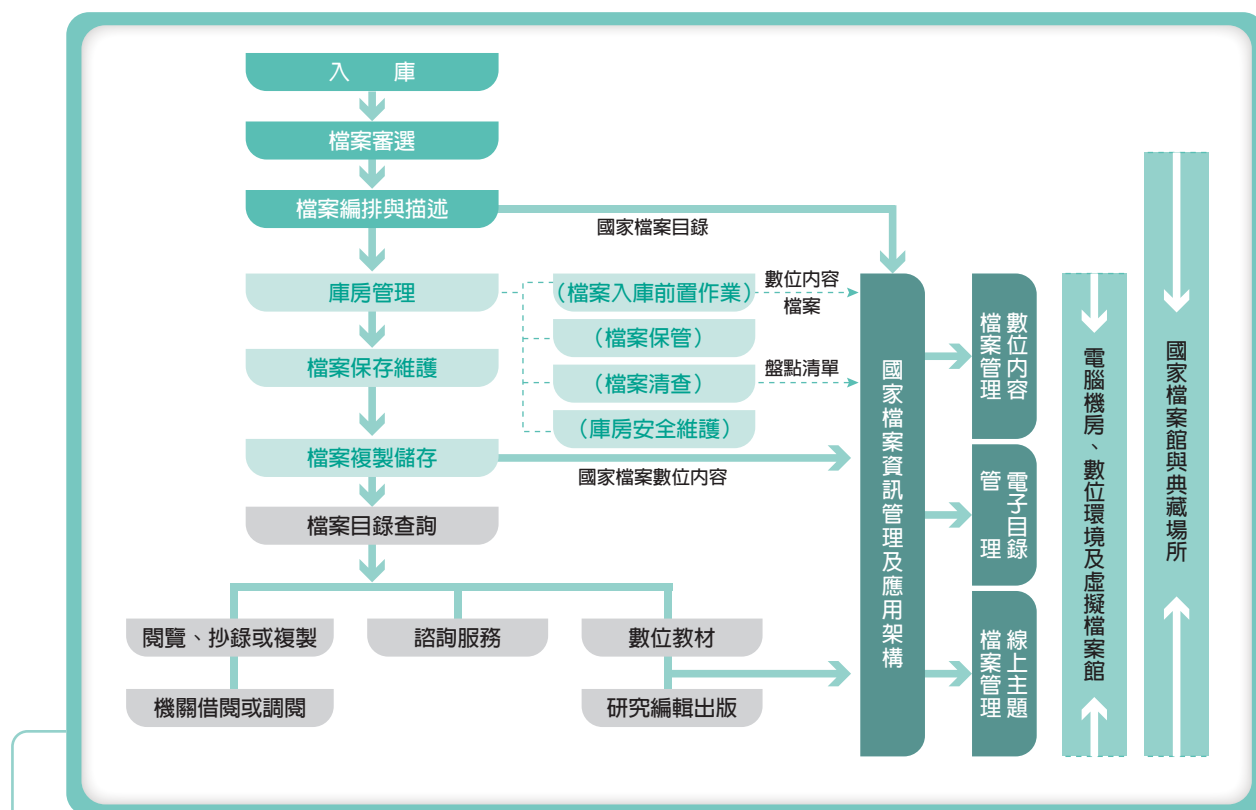 入 庫
檔案審選
檔案編排與描述
國家檔案目錄
庫房管理
(檔案入庫前置作業)
數位內容
檔案
(檔案保管)
檔案保存維護
(檔案清查)
盤點清單
(庫房安全維護)
檔案複製儲存
國家檔案數位內容
檔案目錄查詢
閱覽、抄錄或複製
諮詢服務
數位教材
機關借閱或調閱
研究編輯出版
國家檔案資訊管理及應用架構
數位內容
檔案管理
電子目錄
管 理
線上主題
檔案管理
電腦機房、數位環境及虛擬檔案館
國家檔案館與典藏場所